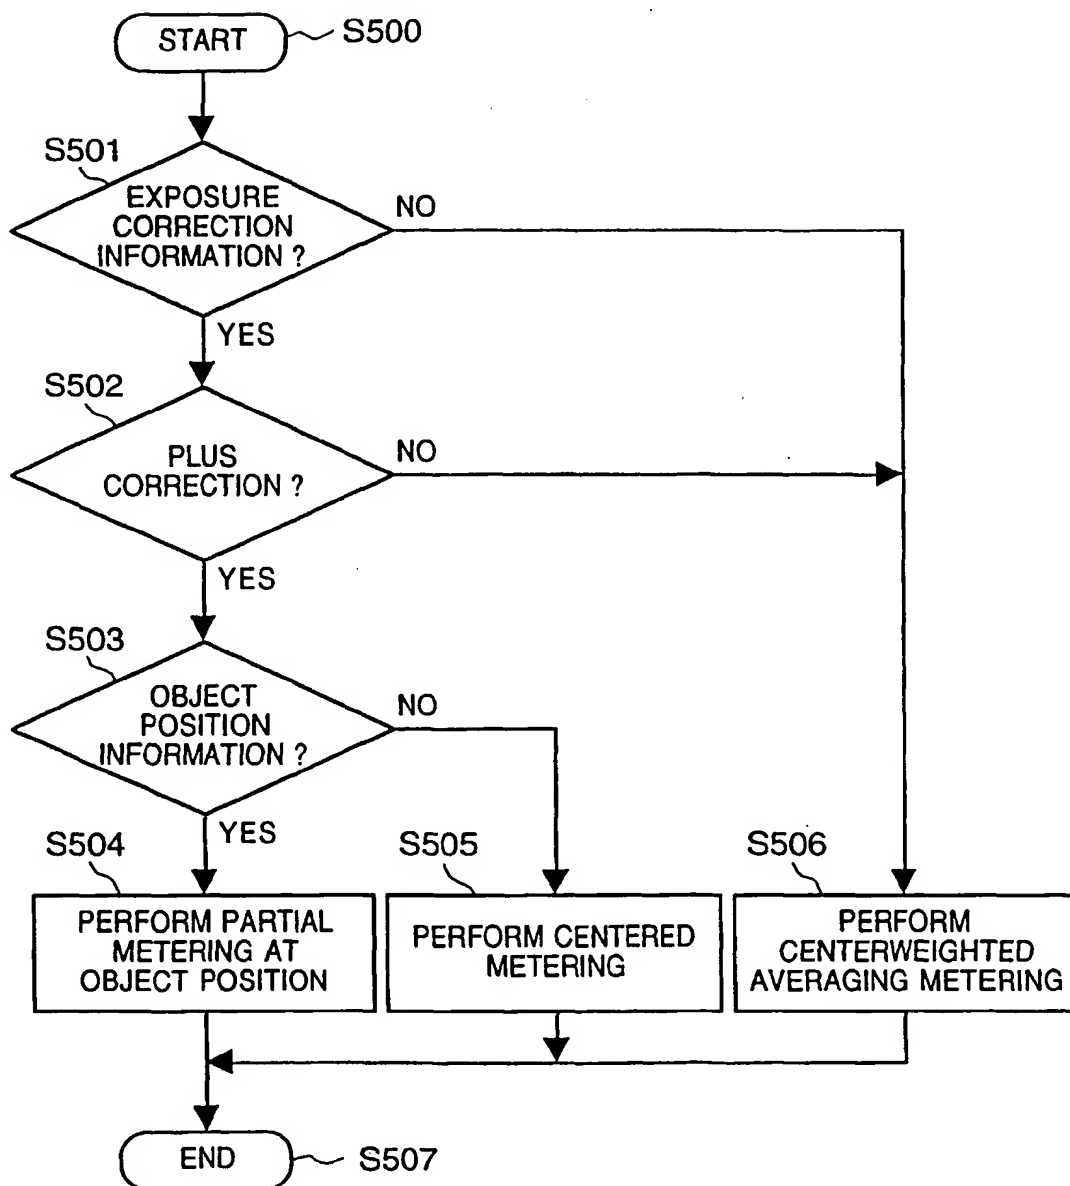 START
S500
S501
EXPOSURE
CORRECTION
INFORMATION ?
NO
YES
S502
PLUS
CORRECTION ?
NO
YES
S503
OBJECT
POSITION
INFORMATION ?
NO
YES
S504
PERFORM PARTIAL
METERING AT
OBJECT POSITION
S505
PERFORM CENTERED
METERING
S506
PERFORM
CENTERWEIGHTED
AVERAGING METERING
END
S507